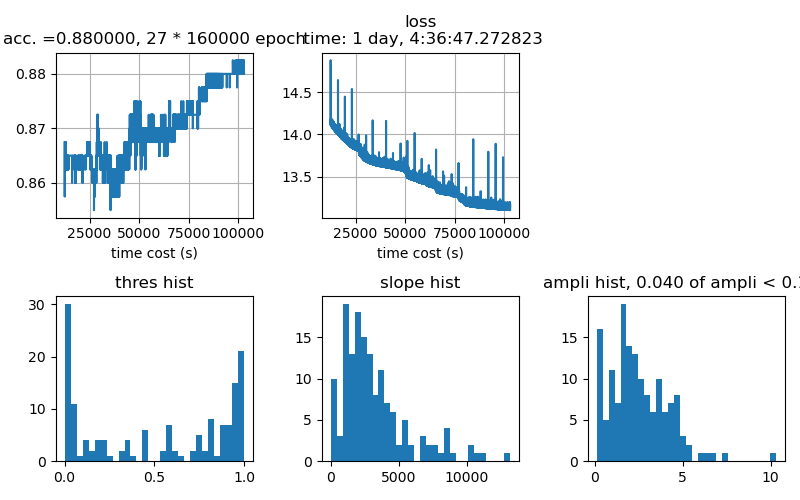 acc. =0.880000, 27 * 160000 epoch
loss
time: 1 day, 4:36:47.272823
0.88
0.87
0.86
25000 50000 75000 100000
time cost (s)
14.5
14.0
13.5
25000 50000 75000 100000
time cost (s)
thres hist
30
20
10
0
0.0 0.5 1.0
slope hist
15
10
5
0
0 5000 10000
ampli hist, 0.040 of ampli < 0.
15
10
5
0
0 5 10